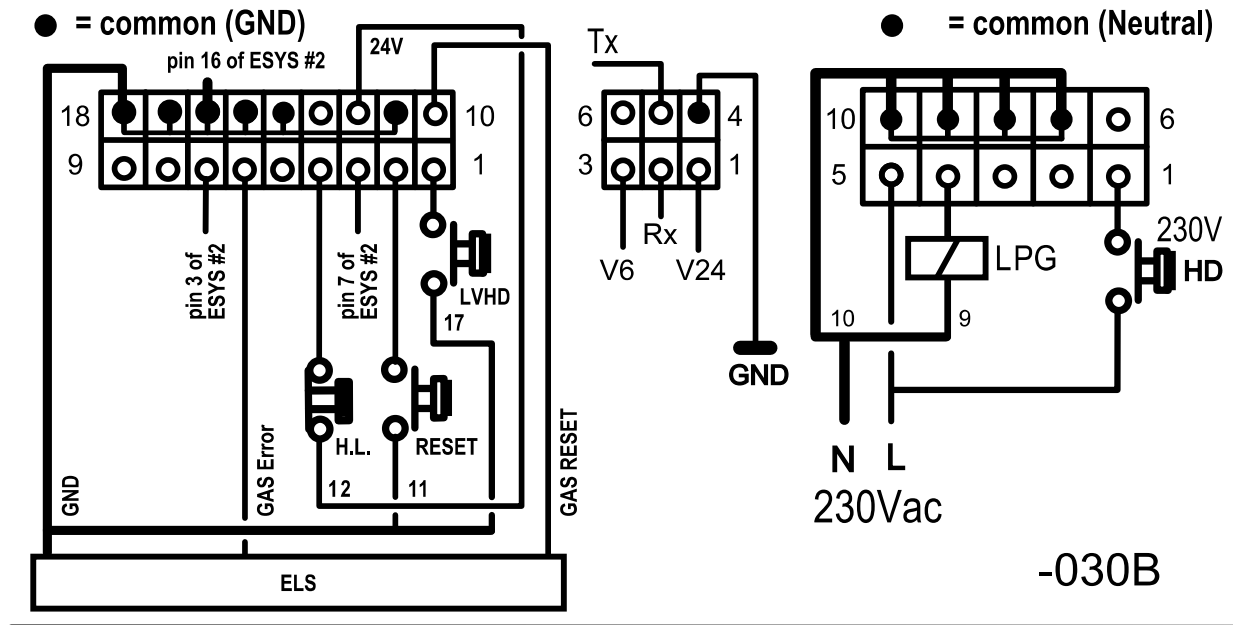 = common (GND)
pin 16 of ESYS #2
24V
18
10
9
1
pin 3 of
ESYS #2
pin 7 of
ESYS #2
LVHD
17
H.L.
RESET
12
11
GND
GAS Error
GAS RESET
ELS
Tx
6
4
3
1
Rx
V6
V24
GND
= common (Neutral)
10
6
5
1
LPG
230V
HD
10
9
N
L
230Vac
-030B